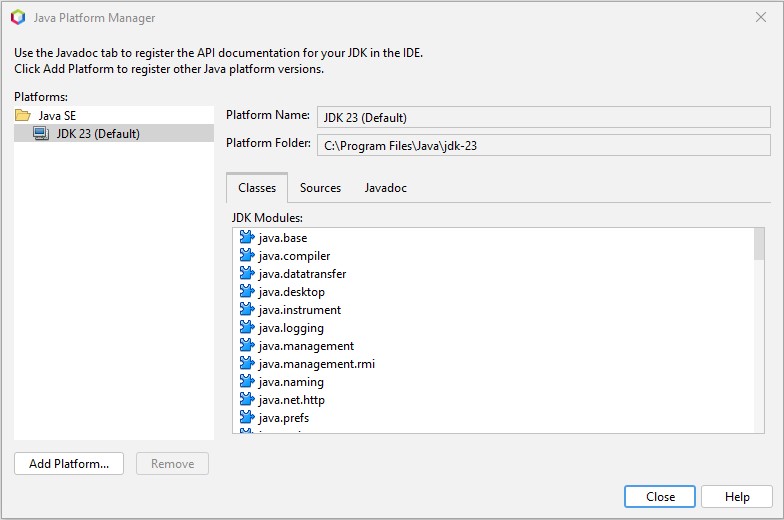 Java Platform Manager
Use the Javadoc tab to register the API documentation for your JDK in the IDE.
Click Add Platform to register other Java platform versions.
Platforms:
Java SE
JDK 23 (Default)
Platform Name:
JDK 23 (Default)
Platform Folder:
C:\Program Files\Java\jdk-23
Classes
Sources
Javadoc
JDK Modules:
java.base
java.compiler
java.datatransfer
java.desktop
java.instrument
java.logging
java.management
java.management.rmi
java.naming
java.net.http
java.prefs
Add Platform...
Remove
Close
Help